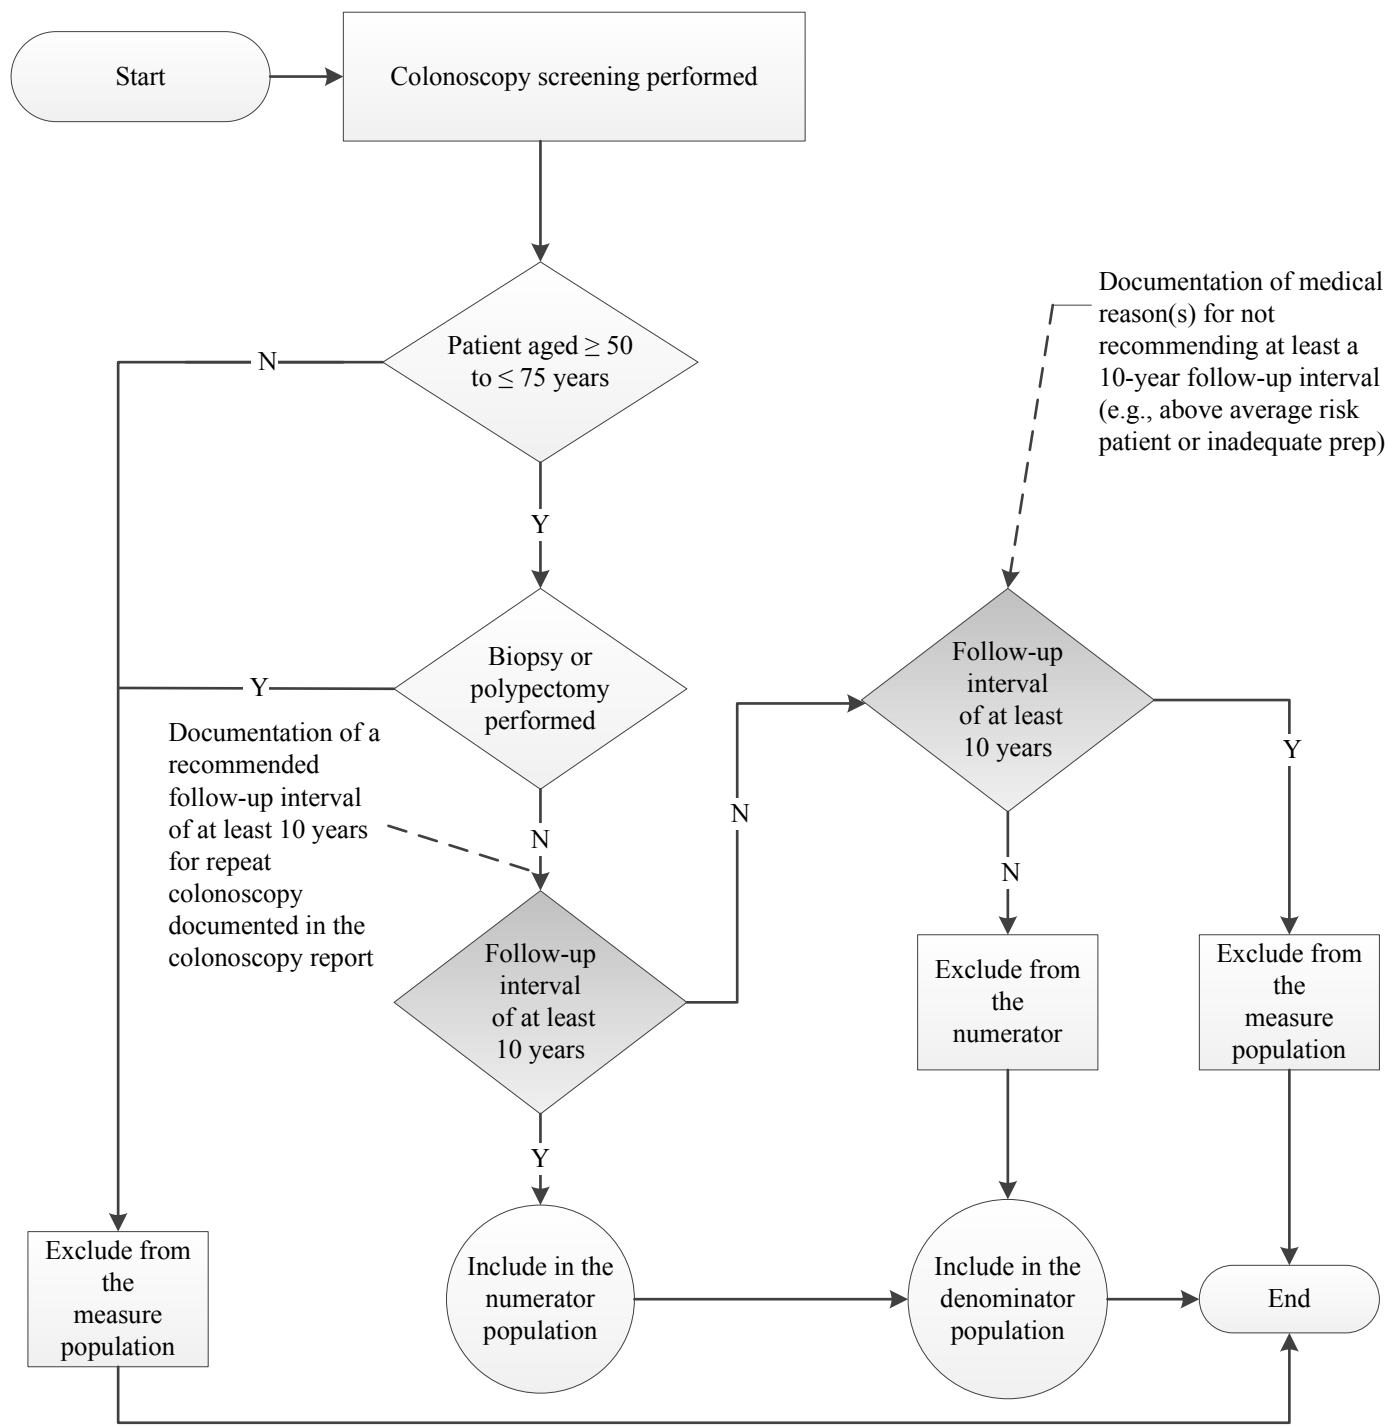 Start
Colonoscopy screening performed
Patient aged ≥ 50
to ≤ 75 years
N
Y
Documentation of medical
reason(s) for not
recommending at least a
10-year follow-up interval
(e.g., above average risk
patient or inadequate prep)
Biopsy or
polypectomy
performed
Y
N
Documentation of a
recommended
follow-up interval
of at least 10 years
for repeat
colonoscopy
documented in the
colonoscopy report
Follow-up
interval
of at least
10 years
N
Y
Follow-up
interval
of at least
10 years
Y
N
Exclude from
the
numerator
Exclude from
the
measure
population
Exclude from
the
measure
population
Include in the
numerator
population
Include in the
denominator
population
End